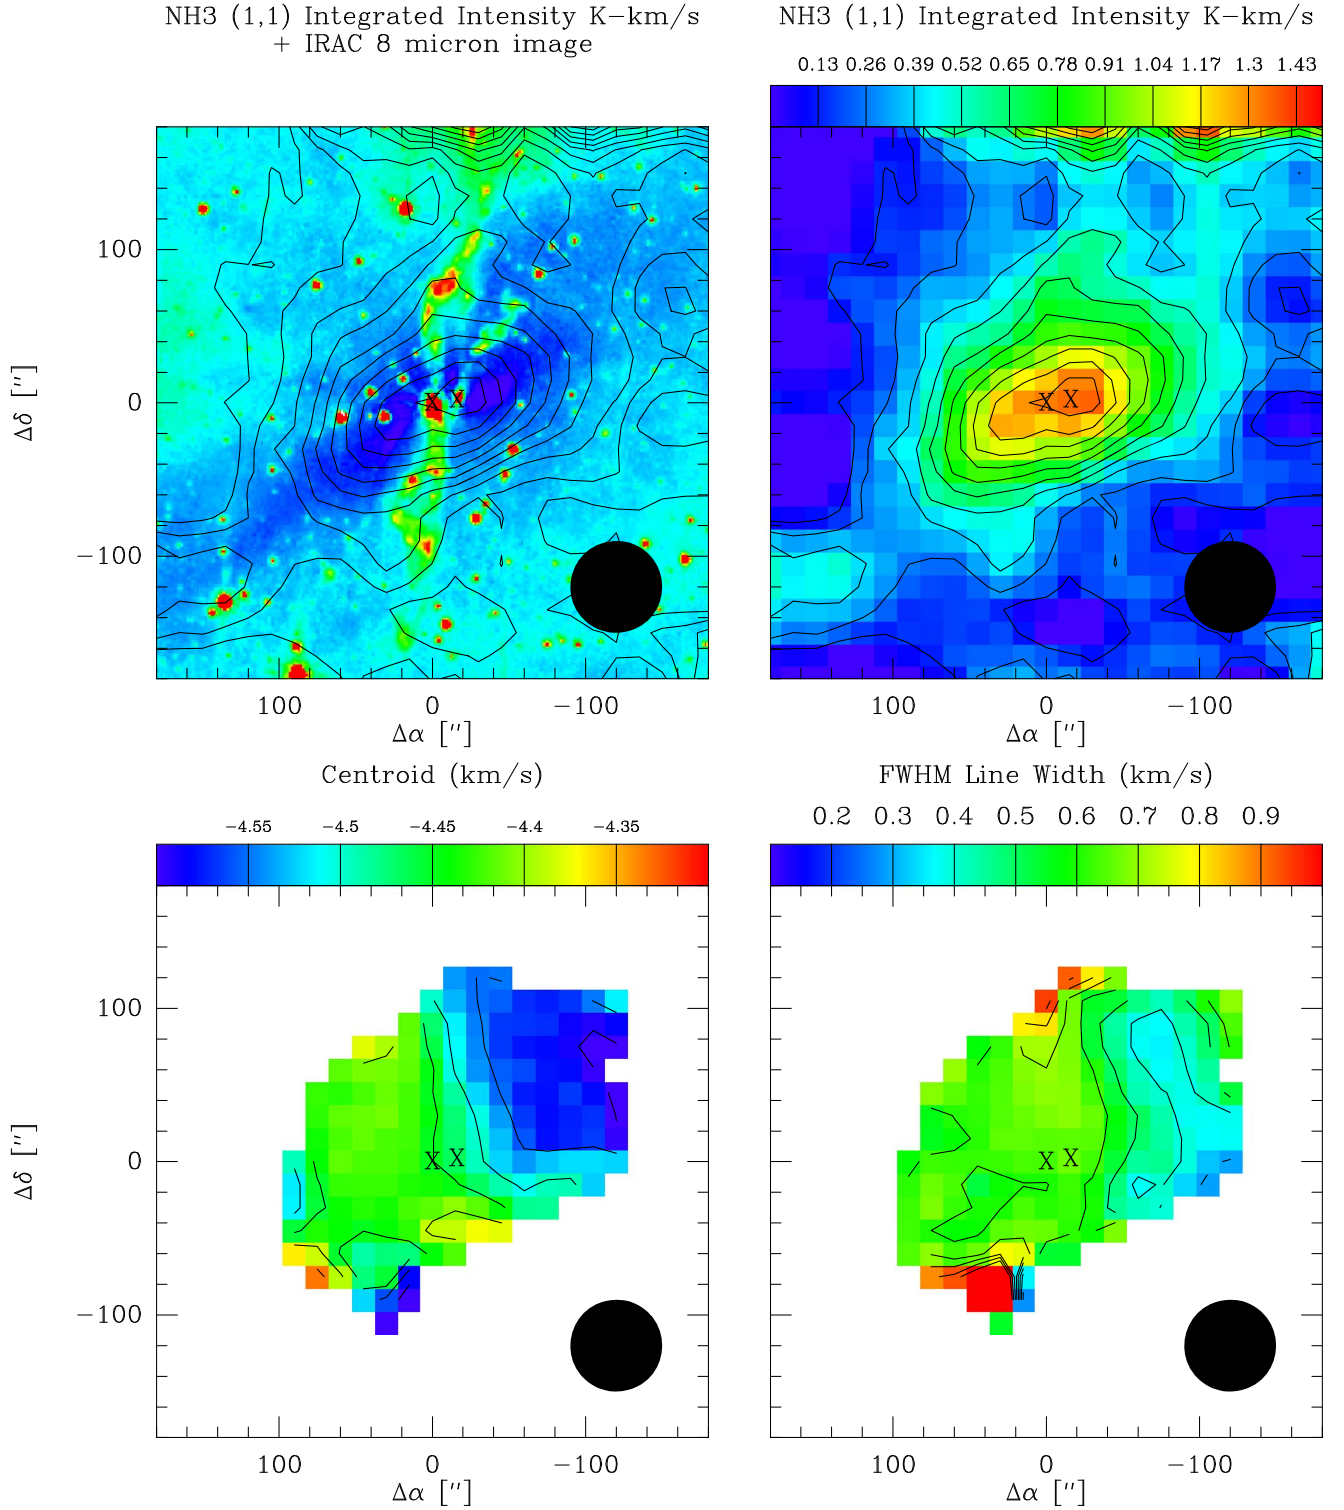 NH3 (1,1) Integrated Intensity K−km/s
+ IRAC 8 micron image
NH3 (1,1) Integrated Intensity K−km/s
0.13 0.26 0.39 0.52 0.65 0.78 0.91 1.04 1.17 1.3 1.43
100
0
−100
Δδ ["]
X X
X X
100 0 −100
Δα ["]
100 0 −100
Δα ["]
Centroid (km/s)
−4.55 −4.5 −4.45 −4.4 −4.35
FWHM Line Width (km/s)
0.2 0.3 0.4 0.5 0.6 0.7 0.8 0.9
100
0
−100
Δδ ["]
X X
X X
100 0 −100
Δα ["]
100 0 −100
Δα ["]